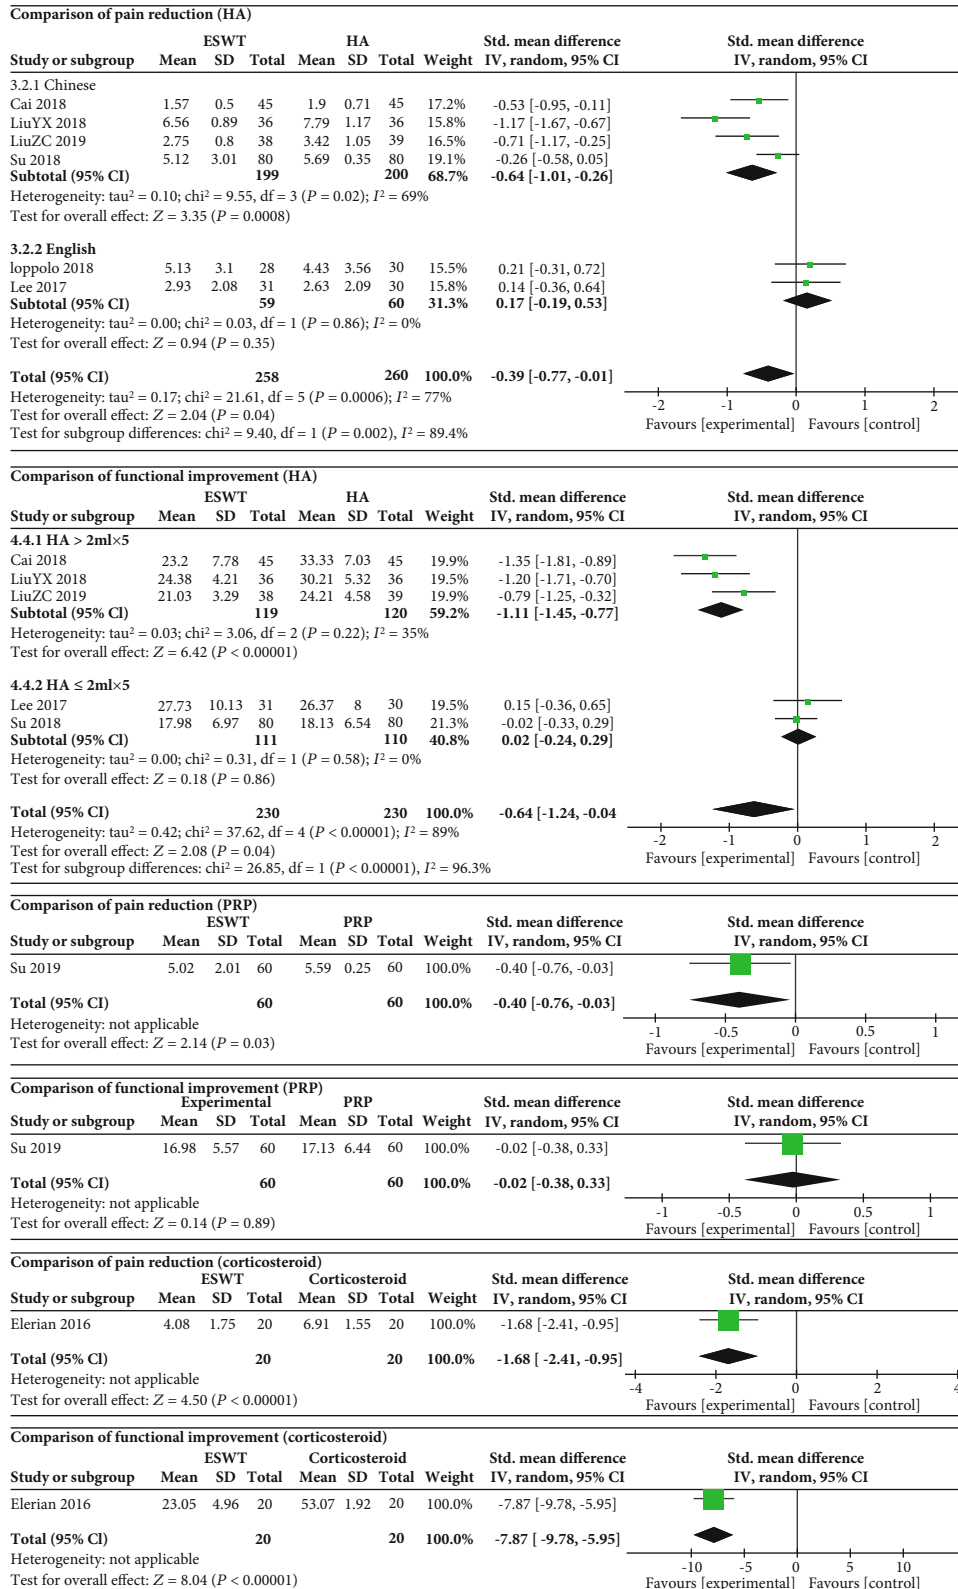 Comparison of pain reduction (HA)
ESWT HA Std. mean difference Std. mean difference
Study or subgroup Mean SD Total Mean SD Total Weight IV, random, 95% CI IV, random, 95% CI
3.2.1 Chinese
Cai 2018 1.57 0.5 45 1.9 0.71 45 17.2% -0.53 [-0.95, -0.11]
LiuYX 2018 6.56 0.89 36 7.79 1.17 36 15.8% -1.17 [-1.67, -0.67]
LiuZC 2019 2.75 0.8 38 3.42 1.05 39 16.5% -0.71 [-1.17, -0.25]
Su 2018 5.12 3.01 80 5.69 0.35 80 19.1% -0.26 [-0.58, 0.05]
Subtotal (95% CI) 199 200 68.7% -0.64 [-1.01, -0.26]
Heterogeneity: tau² = 0.10; chi² = 9.55, df = 3 (P = 0.02); I² = 69%
Test for overall effect: Z = 3.35 (P = 0.0008)
3.2.2 English
loppolo 2018 5.13 3.1 28 4.43 3.56 30 15.5% 0.21 [-0.31, 0.72]
Lee 2017 2.93 2.08 31 2.63 2.09 30 15.8% 0.14 [-0.36, 0.64]
Subtotal (95% CI) 59 60 31.3% 0.17 [-0.19, 0.53]
Heterogeneity: tau² = 0.00; chi² = 0.03, df = 1 (P = 0.86); I² = 0%
Test for overall effect: Z = 0.94 (P = 0.35)
Total (95% CI) 258 260 100.0% -0.39 [-0.77, -0.01]
Heterogeneity: tau² = 0.17; chi² = 21.61, df = 5 (P = 0.0006); I² = 77%
-2 -1 0 1 2
Test for overall effect: Z = 2.04 (P = 0.04)
Favours [experimental] Favours [control]
Test for subgroup differences: chi² = 9.40, df = 1 (P = 0.002), I² = 89.4%
Comparison of functional improvement (HA)
ESWT HA Std. mean difference Std. mean difference
Study or subgroup Mean SD Total Mean SD Total Weight IV, random, 95% CI IV, random, 95% CI
4.4.1 HA > 2ml×5
Cai 2018 23.2 7.78 45 33.33 7.03 45 19.9% -1.35 [-1.81, -0.89]
LiuYX 2018 24.38 4.21 36 30.21 5.32 36 19.5% -1.20 [-1.71, -0.70]
LiuZC 2019 21.03 3.29 38 24.21 4.58 39 19.9% -0.79 [-1.25, -0.32]
Subtotal (95% Cl) 119 120 59.2% -1.11 [-1.45, -0.77]
Heterogeneity: tau² = 0.03; chi² = 3.06, df = 2 (P = 0.22); I² = 35%
Test for overall effect: Z = 6.42 (P < 0.00001)
4.4.2 HA ≤ 2ml×5
Lee 2017 27.73 10.13 31 26.37 8 30 19.5% 0.15 [-0.36, 0.65]
Su 2018 17.98 6.97 80 18.13 6.54 80 21.3% -0.02 [-0.33, 0.29]
Subtotal (95% Cl) 111 110 40.8% 0.02 [-0.24, 0.29]
Heterogeneity: tau² = 0.00; chi² = 0.31, df = 1 (P = 0.58); I² = 0%
Test for overall effect: Z = 0.18 (P = 0.86)
Total (95% CI) 230 230 100.0% -0.64 [-1.24, -0.04
Heterogeneity: tau² = 0.42; chi² = 37.62, df = 4 (P < 0.00001); I² = 89%
-2 -1 0 1 2
Test for overall effect: Z = 2.08 (P = 0.04)
Favours [experimental] Favours [control]
Test for subgroup differences: chi² = 26.85, df = 1 (P < 0.00001), I² = 96.3%
Comparison of pain reduction (PRP)
ESWT PRP Std. mean difference Std. mean difference
Study or subgroup Mean SD Total Mean SD Total Weight IV, random, 95% CI IV, random, 95% CI
Su 2019 5.02 2.01 60 5.59 0.25 60 100.0% -0.40 [-0.76, -0.03]
Total (95% CI) 60 60 100.0% -0.40 [-0.76, -0.03]
Heterogeneity: not applicable
-1 -0.5 0 0.5 1
Test for overall effect: Z = 2.14 (P = 0.03)
Favours [experimental] Favours [control]
Comparison of functional improvement (PRP)
Experimental PRP Std. mean difference Std. mean difference
Study or subgroup Mean SD Total Mean SD Total Weight IV, random, 95% CI IV, random, 95% CI
Su 2019 16.98 5.57 60 17.13 6.44 60 100.0% -0.02 [-0.38, 0.33]
Total (95% CI) 60 60 100.0% -0.02 [-0.38, 0.33]
Heterogeneity: not applicable
-1 -0.5 0 0.5 1
Test for overall effect: Z = 0.14 (P = 0.89)
Favours [experimental] Favours [control]
Comparison of pain reduction (corticosteroid)
ESWT Corticosteroid Std. mean difference Std. mean difference
Study or subgroup Mean SD Total Mean SD Total Weight IV, random, 95% CI IV, random, 95% CI
Elerian 2016 4.08 1.75 20 6.91 1.55 20 100.0% -1.68 [-2.41, -0.95]
Total (95% Cl) 20 20 100.0% -1.68 [ -2.41, -0.95]
Heterogeneity: not applicable
-4 -2 0 2 4
Test for overall effect: Z = 4.50 (P < 0.00001)
Favours [experimental] Favours [control]
Comparison of functional improvement (corticosteroid)
ESWT Corticosteroid Std. mean difference Std. mean difference
Study or subgroup Mean SD Total Mean SD Total Weight IV, random, 95% CI IV, random, 95% CI
Elerian 2016 23.05 4.96 20 53.07 1.92 20 100.0% -7.87 [-9.78, -5.95]
Total (95% Cl) 20 20 100.0% -7.87 [ -9.78, -5.95]
Heterogeneity: not applicable
-10 -5 0 5 10
Test for overall effect: Z = 8.04 (P < 0.00001)
Favours [experimental] Favours [control]